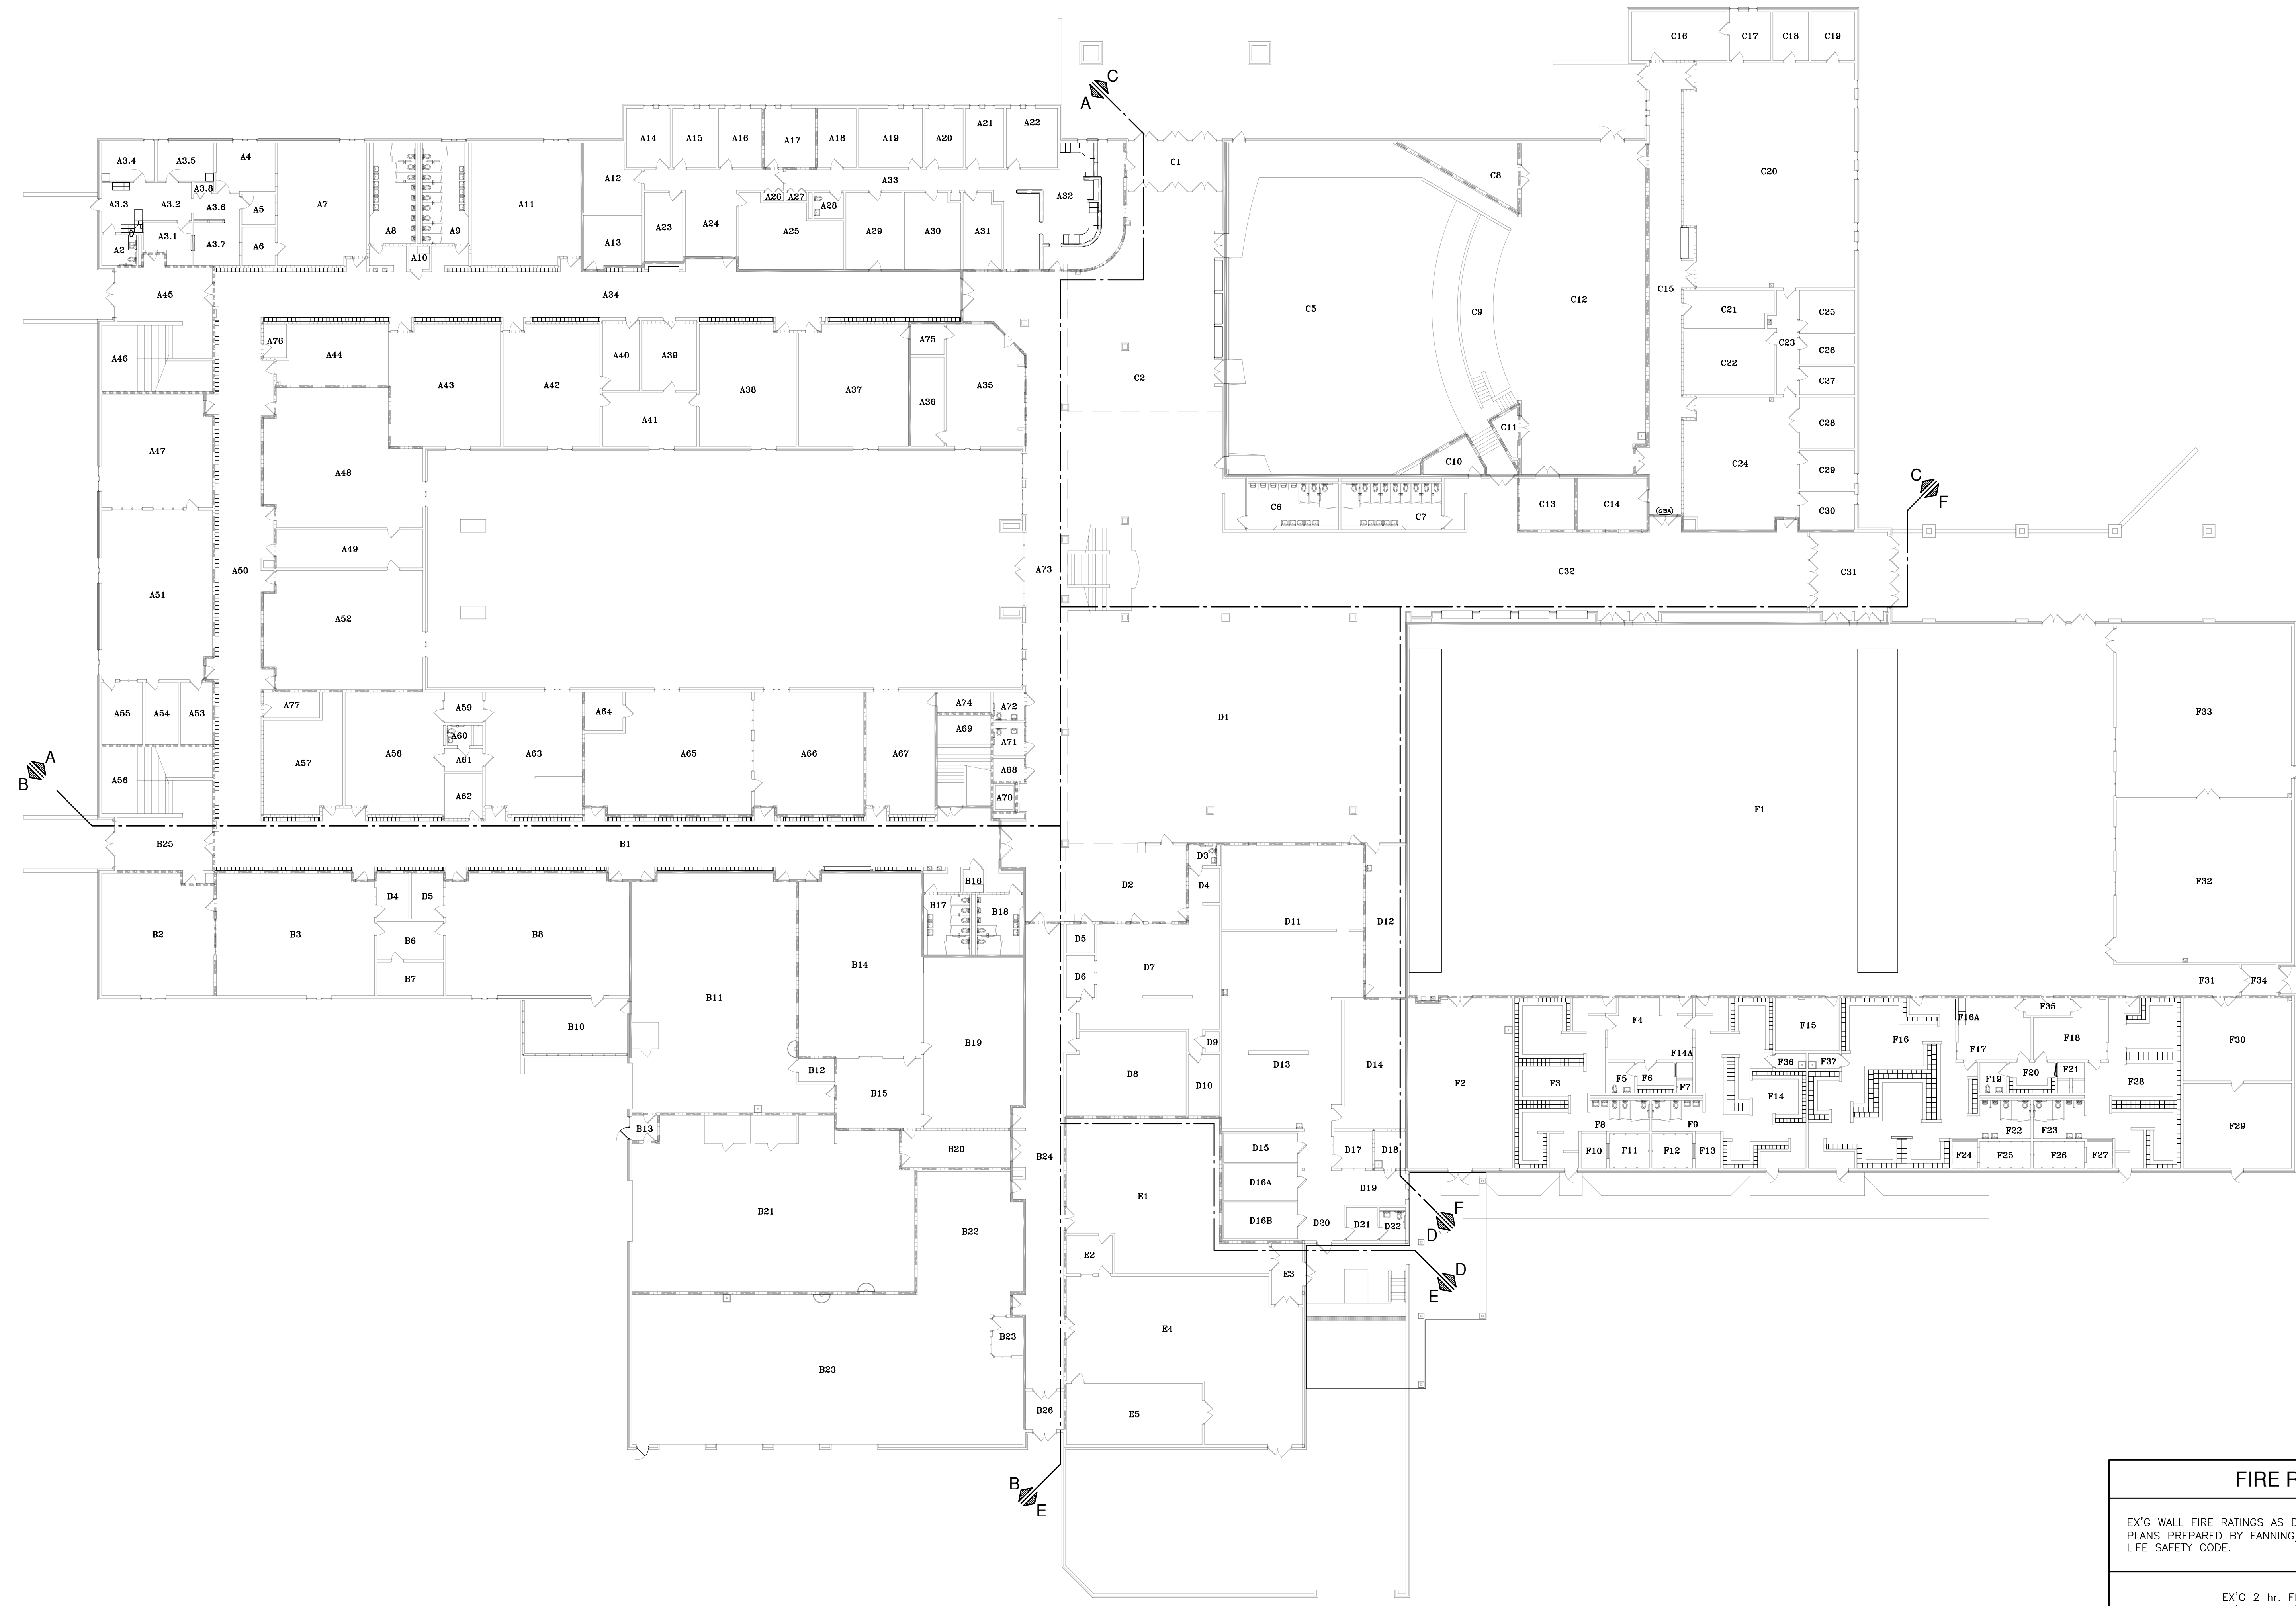 C16 C17 C18 C19
C
A
A14 A15 A16 A17 A18 A19 A20 A21 A22
A3.4 A3.5 A4
C1
A33
C8
C20
A3.8
A12
A26 A27
A28
A32
A3.3 A3.2 A3.6 A5 A7
A11
A8 A9
A3.1
A23 A24 A25 A29 A30 A31
A2 A3.7 A6 A10 A13
A45 A34
C15
C5 C9 C12
C21 C25
A76 A44
A75
A46
A40 A39
C23
C26
A43 A42 A38 A37 A36 A35
C2
C22
C27
A41
C11
C28
A47
C10
A48
C24 C29
C
F
C6 C7 C13 C14 C15A C30
A49
A50
A73
C32 C31
A51
A52
A55 A54 A53
A77
A59
A64
A74 A72
D1
F33
A60
A69
A71
A57 A58 A61 A63 A65 A66 A67
A68
A
B
A56
A62
A70
F1
B25 B1
D3
B16
B4 B5
B17 B18
D2 D4
D11 D12
F32
B2 B3 B6 B8
D5
B7
B14
D6 D7
B11
F31 F34
B10
B19
F4
F16A
F35
D9
F15 F16
F17 F18
F30
B12
D8 D10
D13 D14
F14A
F36 F37
B15
F2 F3
F5 F6 F7
F14
F19 F20 F21
F28
B13
F8 F9
F22 F23
F29
B20
B24
D15
D17 D18
F10 F11 F12 F13
F24 F25 F26 F27
D16A
D19
E1
B21
D16B
D20 D21 D22
F
D
B22
E2
E3
D
E
B23
E4
B23
B26 E5
B
E
FIRE R
EX'G WALL FIRE RATINGS AS D
PLANS PREPARED BY FANNING,
LIFE SAFETY CODE.
EX'G 2 hr. FI